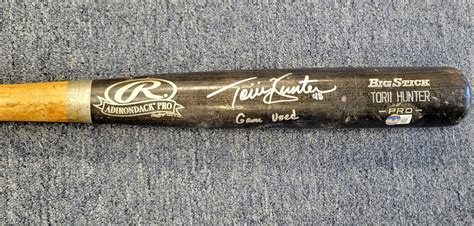 R
ADIRONDACK PRO
Torii Hunter 48
Game Used
BIG STICK
TORII HUNTER
PRO